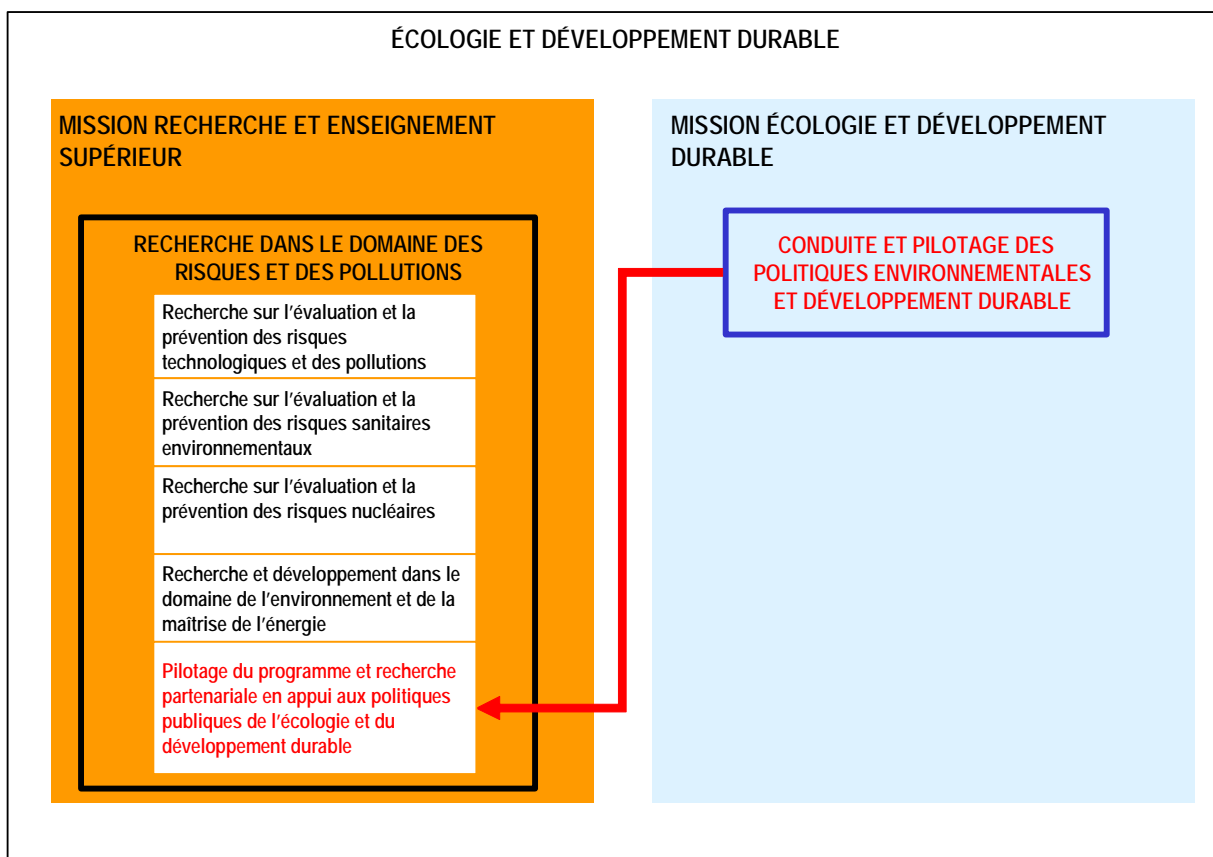 ÉCOLOGIE ET DÉVELOPPEMENT DURABLE
MISSION RECHERCHE ET ENSEIGNEMENT
SUPÉRIEUR
RECHERCHE DANS LE DOMAINE DES
RISQUES ET DES POLLUTIONS
Recherche sur l'évaluation et la
prévention des risques
technologiques et des pollutions
Recherche sur l'évaluation et la
prévention des risques sanitaires
environnementaux
Recherche sur l'évaluation et la
prévention des risques nucléaires
Recherche et développement dans le
domaine de l'environnement et de la
maîtrise de l'énergie
Pilotage du programme et recherche
partenariale en appui aux politiques
publiques de l'écologie et du
développement durable
MISSION ÉCOLOGIE ET DÉVELOPPEMENT
DURABLE
CONDUITE ET PILOTAGE DES
POLITIQUES ENVIRONNEMENTALES
ET DÉVELOPPEMENT DURABLE